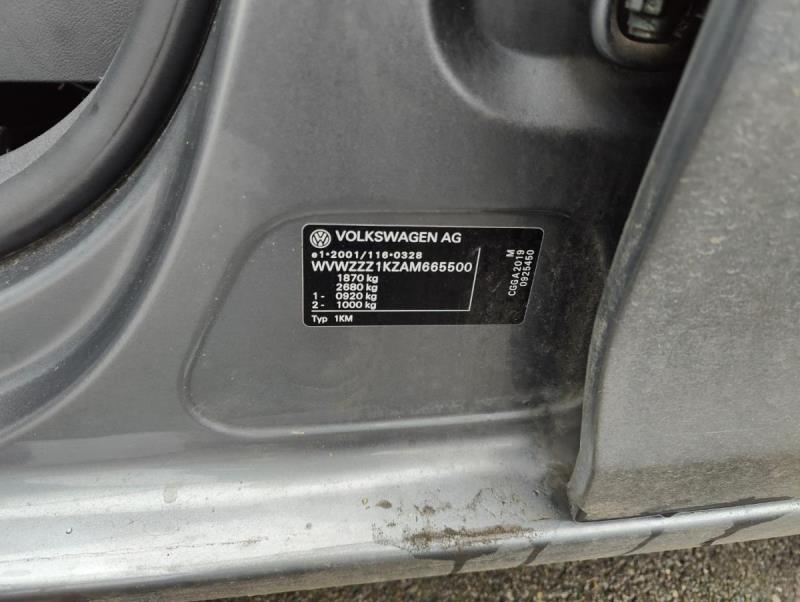 VOLKSWAGEN AG
e1*2001/116*0328
WVWZZZ1KZAM665500
1870 kg
2680 kg
1- 0920 kg
2- 1000 kg
Typ 1KM
M
CGGA2019
0925450